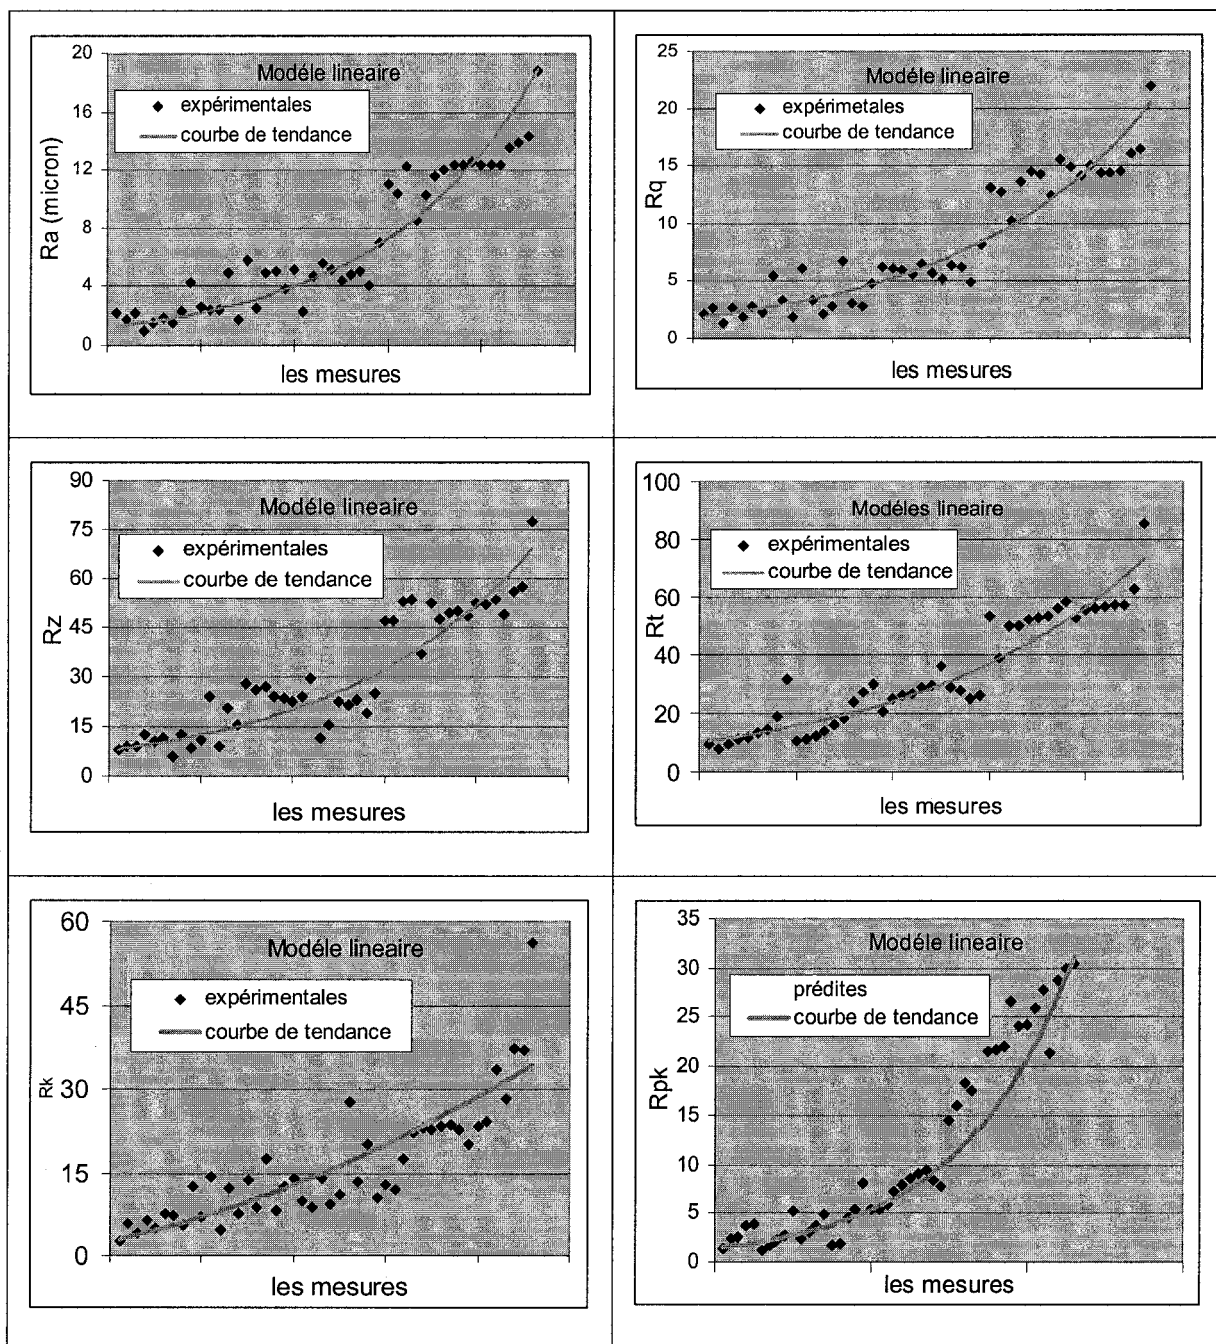 20
16
12
8
4
0
Ra (micron)
Modéle lineaire
expérimentales
courbe de tendance
les mesures
25
20
15
10
5
0
Rq
Modéle lineaire
expérimetales
courbe de tendance
les mesures
90
75
60
45
30
15
0
Rz
Modéle lineaire
expérimentales
courbe de tendance
les mesures
100
80
60
40
20
0
Rt
Modéles lineaire
expérimentales
courbe de tendance
les mesures
60
45
30
15
0
Rk
Modéle lineaire
expérimentales
courbe de tendance
les mesures
35
30
25
20
15
10
5
0
Rpk
Modéle lineaire
prédites
courbe de tendance
les mesures